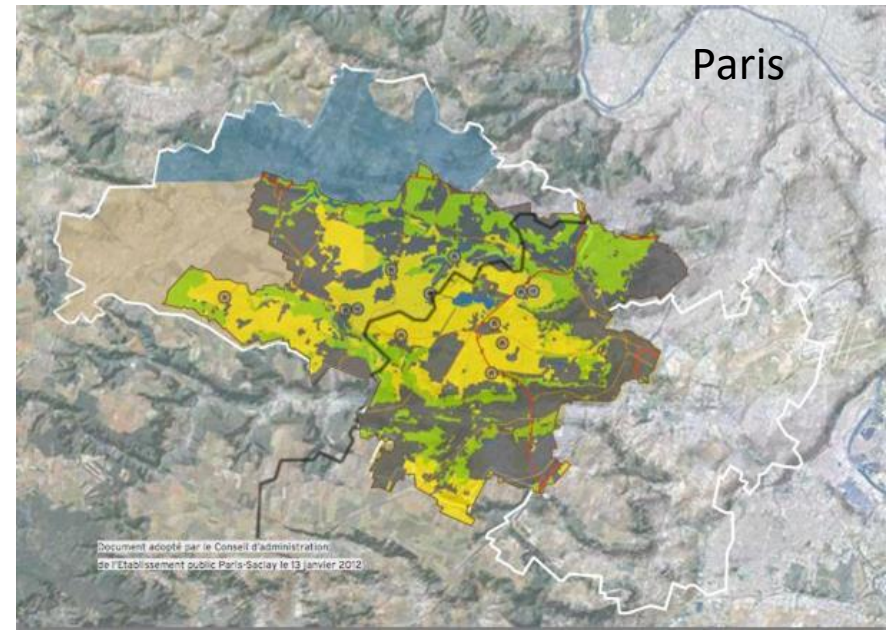 Paris
Document adopté par le Conseil d'administration
de l'Etablissement public Paris-Saclay le 13 janvier 2012